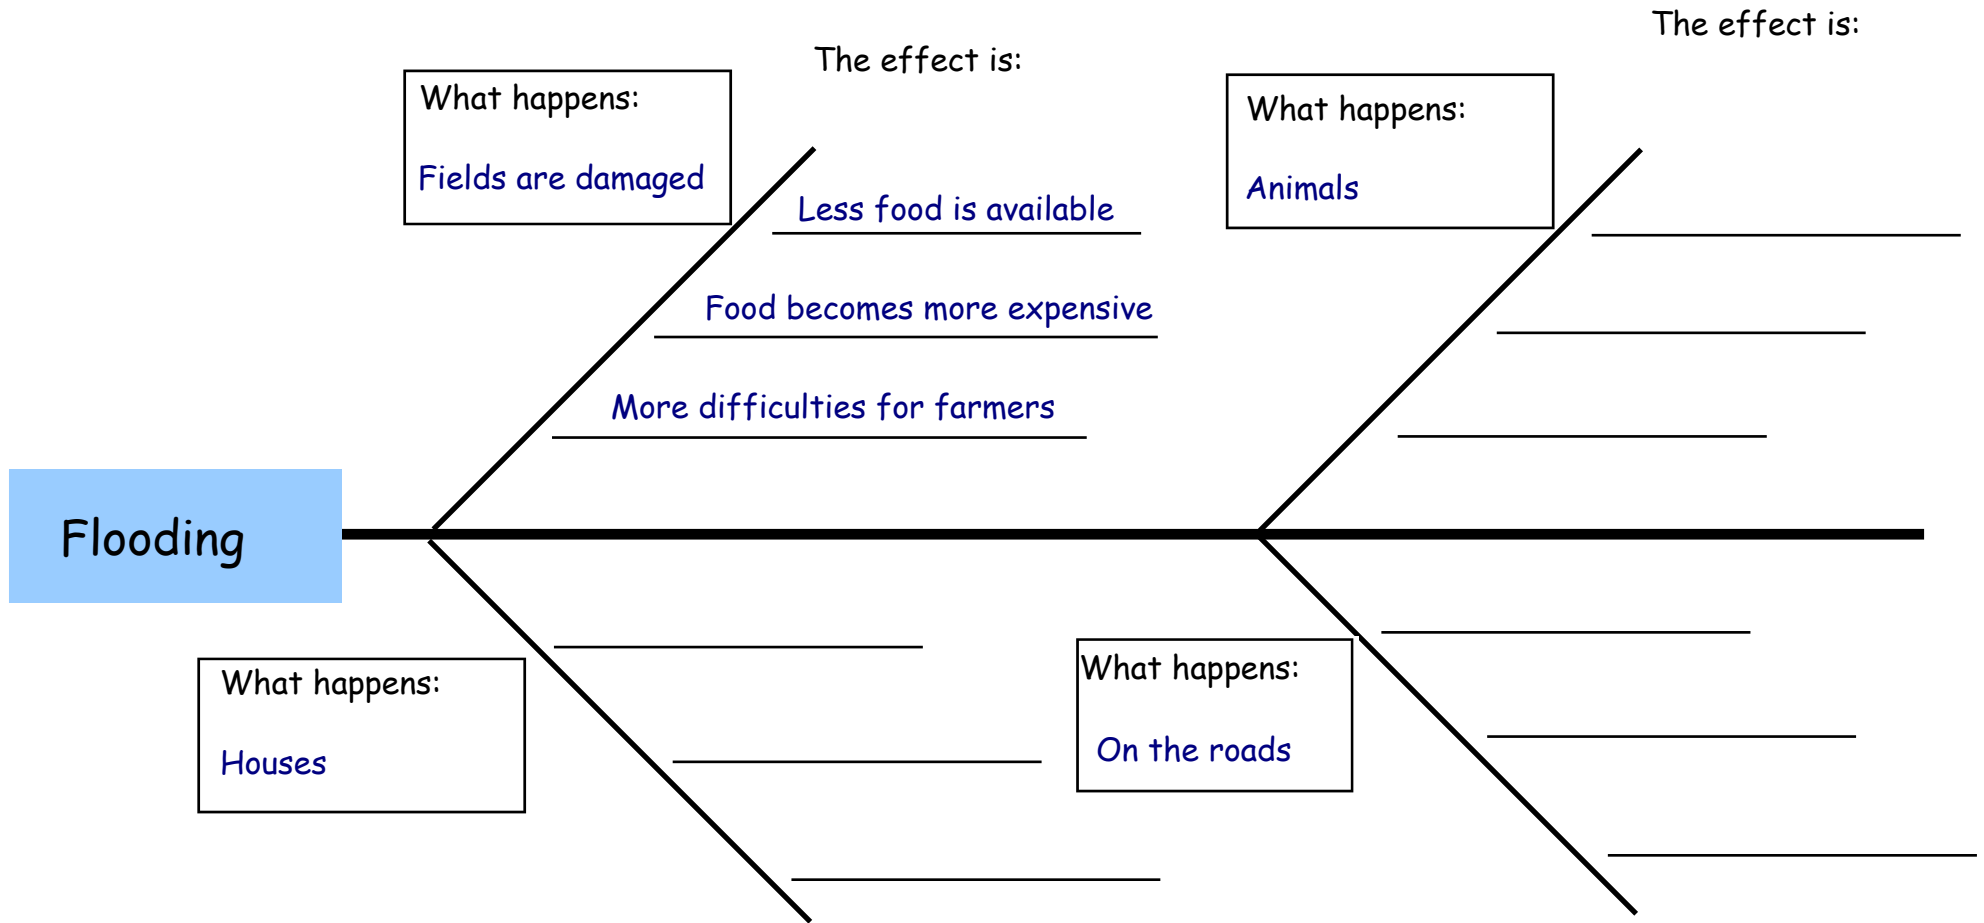 The effect is:
What happens:
Fields are damaged
Less food is available
Food becomes more expensive
More difficulties for farmers
The effect is:
What happens:
Animals
Flooding
What happens:
Houses
What happens:
On the roads